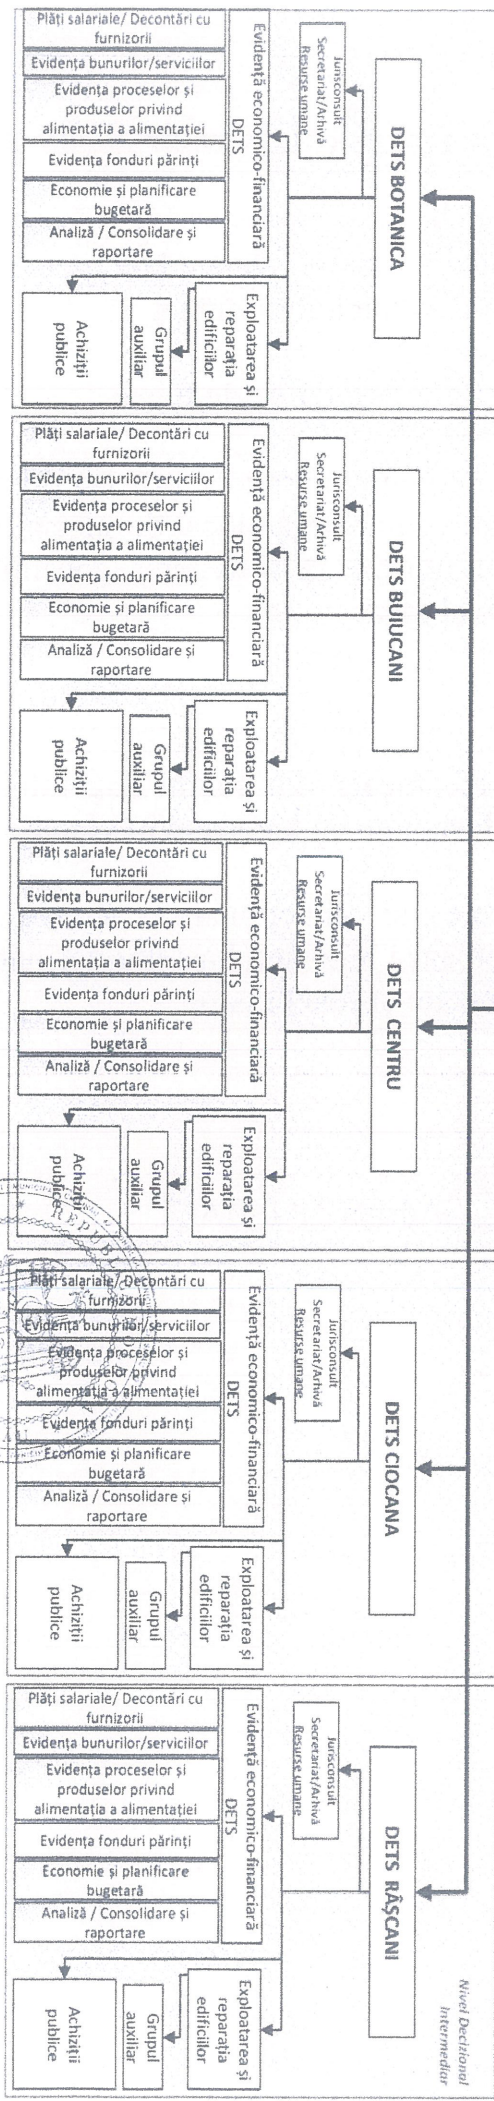 Nivel Decizional
Intermediar
DETS BOTANICA
Jurisconsult
Secretariat/Arhivă
Resurse umane
Evidență economico-financiară
DETS
Plăți salariale/ Decontări cu
furnizorii
Evidența bunurilor/serviciilor
Evidența proceselor și
produselor privind
alimentația a alimentației
Evidența fonduri părinți
Economie și planificare
bugetară
Analiză / Consolidare și
raportare
Exploatarea și
reparația
edificiilor
Grupul
auxiliar
Achiziții
publice
DETS BUIUCANI
Jurisconsult
Secretariat/Arhivă
Resurse umane
Evidență economico-financiară
DETS
Plăți salariale/ Decontări cu
furnizorii
Evidența bunurilor/serviciilor
Evidența proceselor și
produselor privind
alimentația a alimentației
Evidența fonduri părinți
Economie și planificare
bugetară
Analiză / Consolidare și
raportare
Exploatarea și
reparația
edificiilor
Grupul
auxiliar
Achiziții
publice
DETS CENTRU
Jurisconsult
Secretariat/Arhivă
Resurse umane
Evidență economico-financiară
DETS
Plăți salariale/ Decontări cu
furnizorii
Evidența bunurilor/serviciilor
Evidența proceselor și
produselor privind
alimentația a alimentației
Evidența fonduri părinți
Economie și planificare
bugetară
Analiză / Consolidare și
raportare
Exploatarea și
reparația
edificiilor
Grupul
auxiliar
Achiziții
publice
DETS CIOCANA
Jurisconsult
Secretariat/Arhivă
Resurse umane
Evidență economico-financiară
DETS
Plăți salariale/ Decontări cu
furnizorii
Evidența bunurilor/serviciilor
Evidența proceselor și
produselor privind
alimentația a alimentației
Evidența fonduri părinți
Economie și planificare
bugetară
Analiză / Consolidare și
raportare
Exploatarea și
reparația
edificiilor
Grupul
auxiliar
Achiziții
publice
DETS RÂȘCANI
Jurisconsult
Secretariat/Arhivă
Resurse umane
Evidență economico-financiară
DETS
Plăți salariale/ Decontări cu
furnizorii
Evidența bunurilor/serviciilor
Evidența proceselor și
produselor privind
alimentația a alimentației
Evidența fonduri părinți
Economie și planificare
bugetară
Analiză / Consolidare și
raportare
Exploatarea și
reparația
edificiilor
Grupul
auxiliar
Achiziții
publice